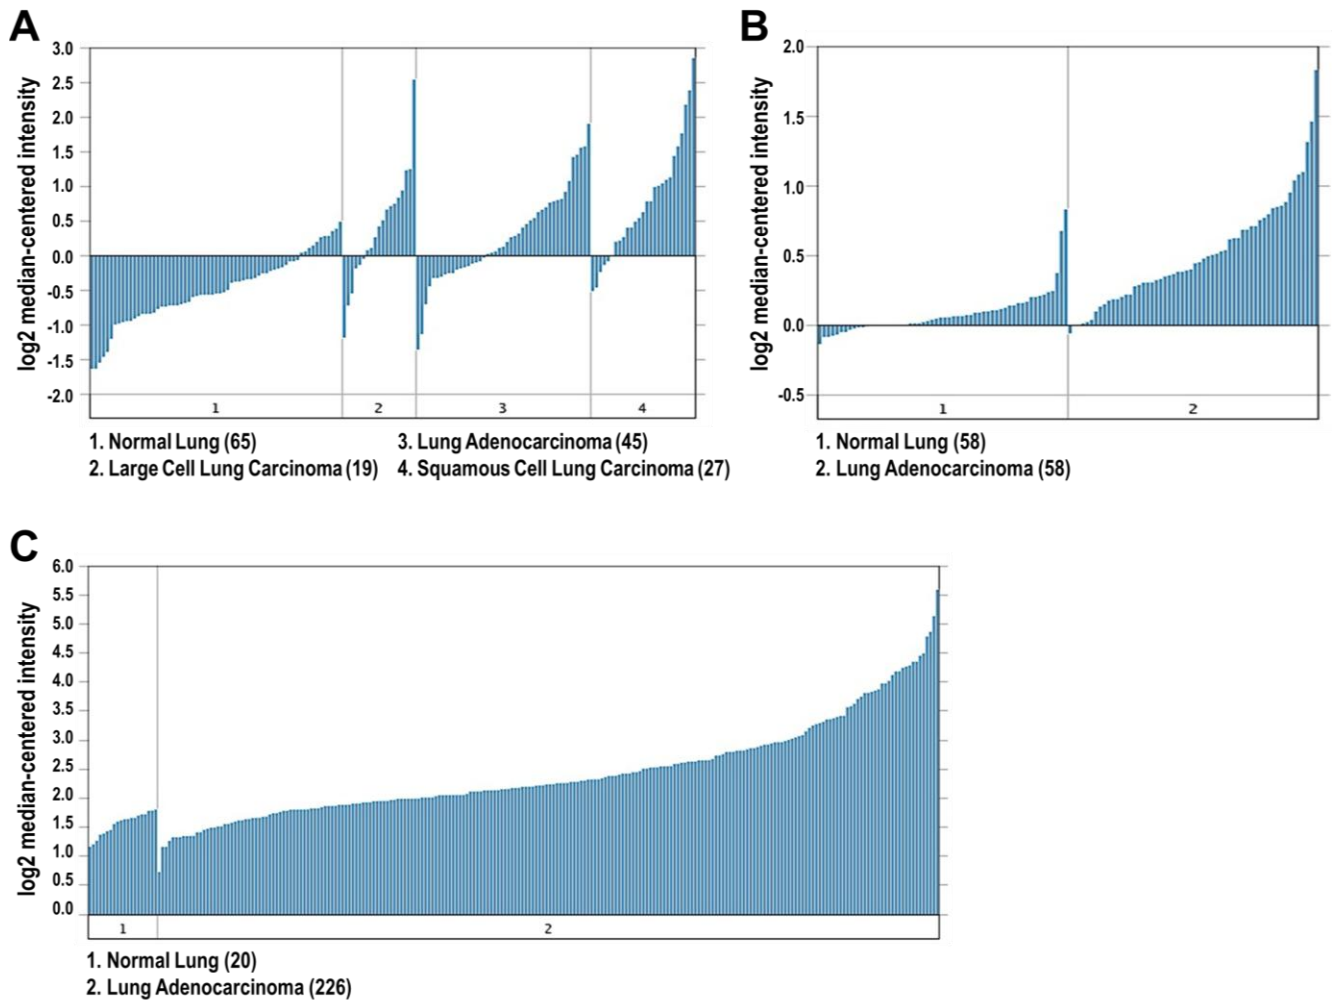 A
log2 median-centered intensity
3.0
2.5
2.0
1.5
1.0
0.5
0.0
-0.5
-1.0
-1.5
-2.0
1 2 3 4
1. Normal Lung (65) 3. Lung Adenocarcinoma (45)
2. Large Cell Lung Carcinoma (19) 4. Squamous Cell Lung Carcinoma (27)
B
log2 median-centered intensity
2.0
1.5
1.0
0.5
0.0
-0.5
1 2
1. Normal Lung (58)
2. Lung Adenocarcinoma (58)
C
log2 median-centered intensity
6.0
5.5
5.0
4.5
4.0
3.5
3.0
2.5
2.0
1.5
1.0
0.5
0.0
1 2
1. Normal Lung (20)
2. Lung Adenocarcinoma (226)